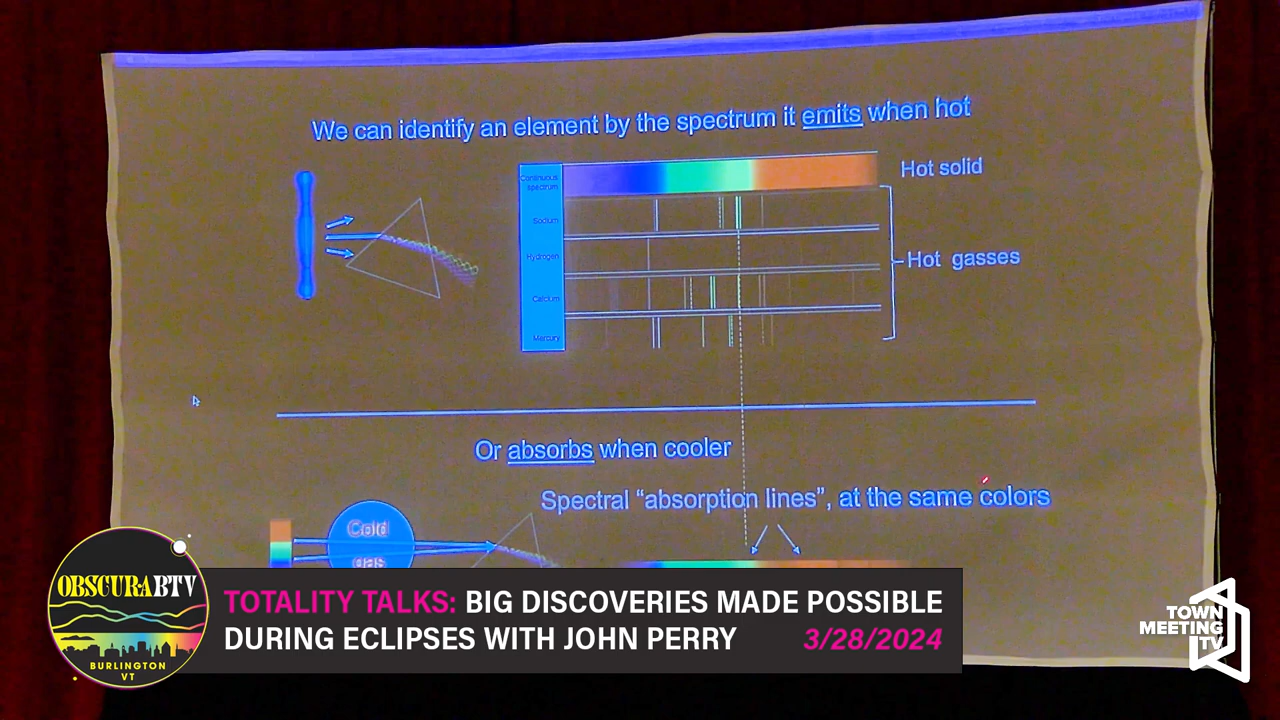 We can identify an element by the spectrum it emits when hot
Continuous
spectrum
Hot solid
Sodium
Hydrogen
Hot gasses
Calcium
Mercury
Or absorbs when cooler
Spectral “absorption lines”, at the same colors
Cold
gas
OBSCURABTV
BURLINGTON
VT
TOTALITY TALKS: BIG DISCOVERIES MADE POSSIBLE
DURING ECLIPSES WITH JOHN PERRY 3/28/2024
TOWN
MEETING
TV